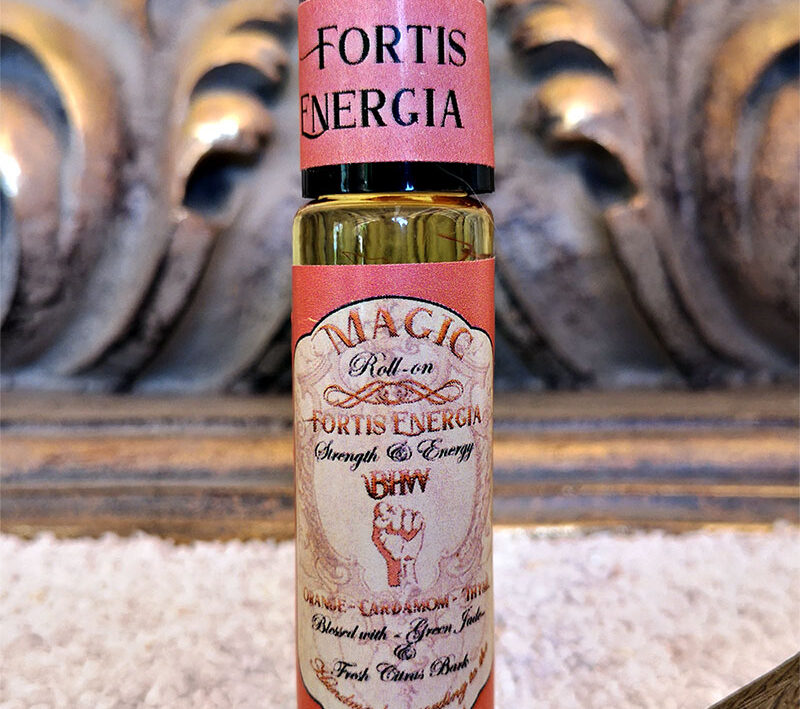 FORTIS
ENERGIA
MAGIC
Roll-on
FORTIS ENERGIA
Strength & Energy
BHW
ORANGE - CARDAMOM -
Blessed with - Green Jade
&
Fresh Citrus Bark